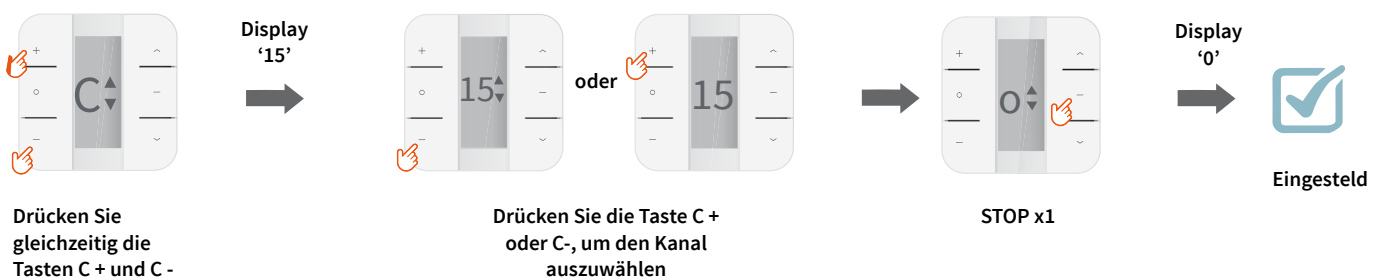 Display
‘15’
Display
‘0’
+
C
–
+
15
–
oder
+
15
–
+
o
–
Eingesteld
Drücken Sie
gleichzeitig die
Tasten C + und C -
Drücken Sie die Taste C +
oder C-, um den Kanal
auszuwählen
STOP x1